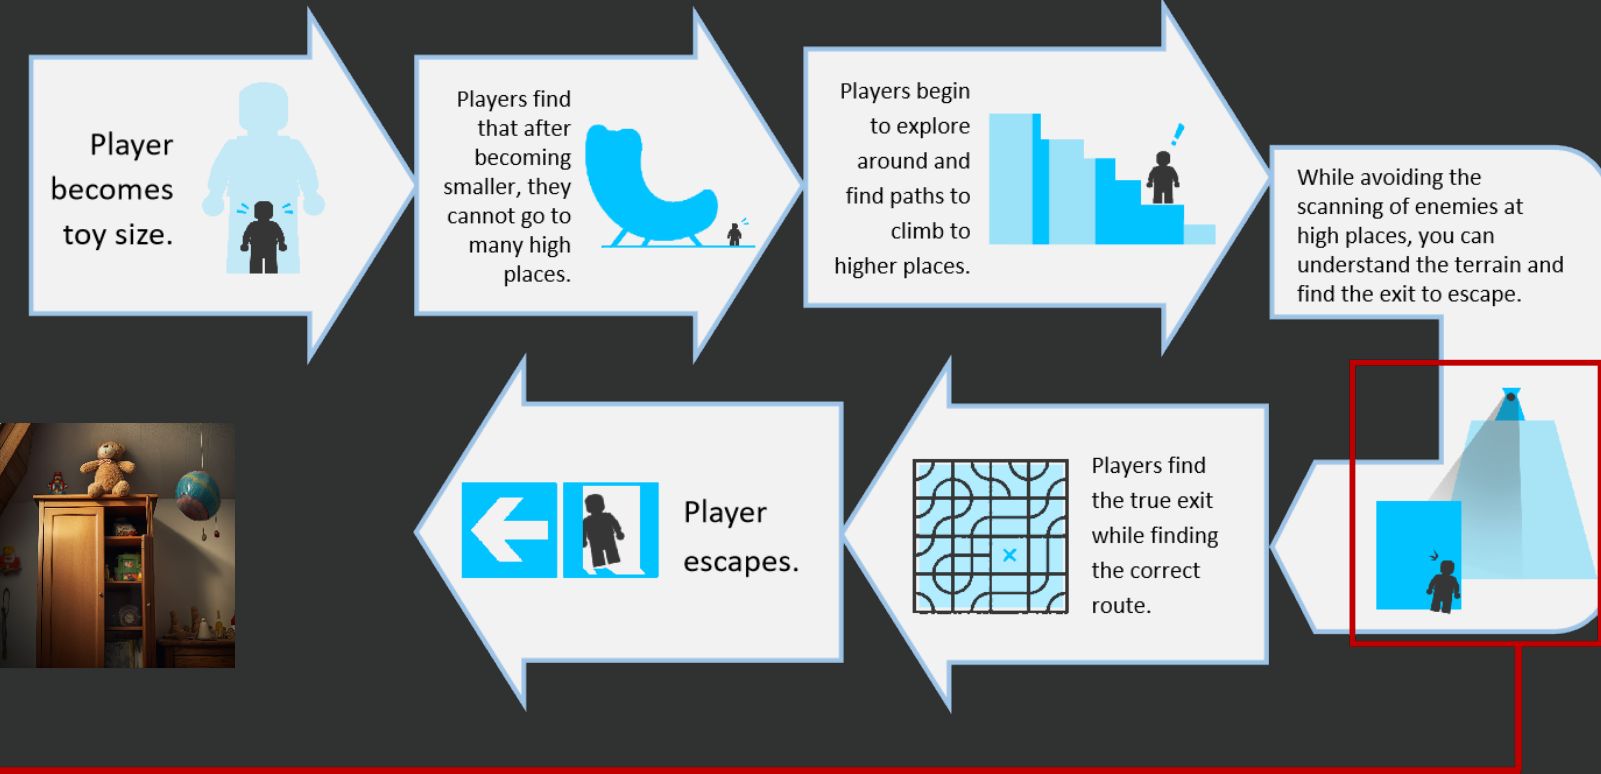 Player
becomes
toy size.
Players find
that after
becoming
smaller, they
cannot go to
many high
places.
Players begin
to explore
around and
find paths to
climb to
higher places.
While avoiding the
scanning of enemies at
high places, you can
understand the terrain and
find the exit to escape.
Players find
the true exit
while finding
the correct
route.
Player
escapes.